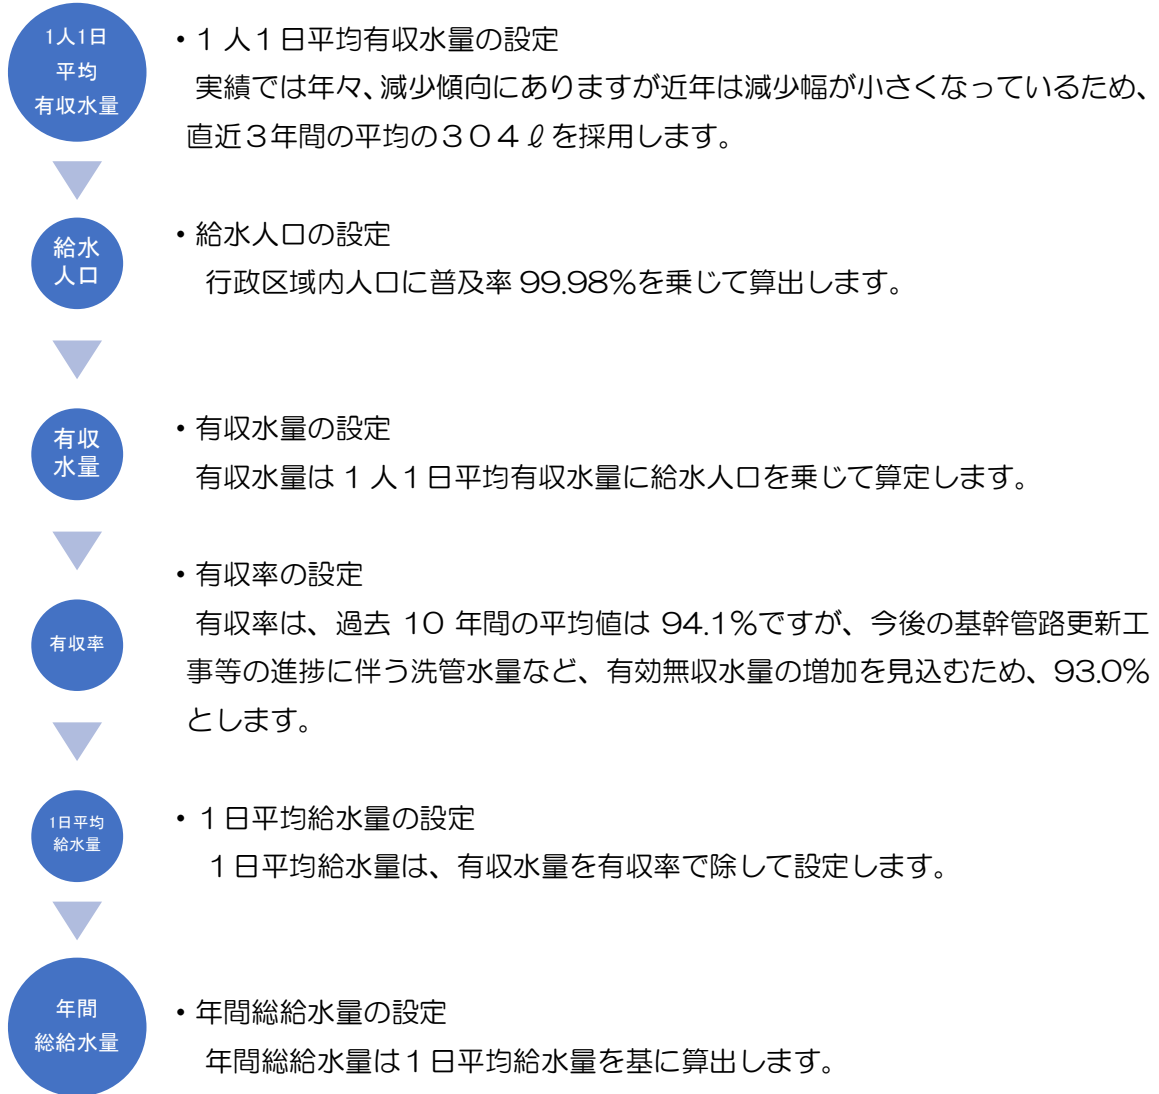 1人1日
平均
有収水量
・１人１日平均有収水量の設定
実績では年々、減少傾向にありますが近年は減少幅が小さくなっているため、
直近３年間の平均の３０４ℓを採用します。
給水
人口
・給水人口の設定
行政区域内人口に普及率 99.98%を乗じて算出します。
有収
水量
・有収水量の設定
有収水量は１人１日平均有収水量に給水人口を乗じて算定します。
有収率
・有収率の設定
有収率は、過去 10 年間の平均値は 94.1%ですが、今後の基幹管路更新工
事等の進捗に伴う洗管水量など、有効無収水量の増加を見込むため、93.0%
とします。
1日平均
給水量
・１日平均給水量の設定
１日平均給水量は、有収水量を有収率で除して設定します。
年間
総給水量
・年間総給水量の設定
年間総給水量は１日平均給水量を基に算出します。